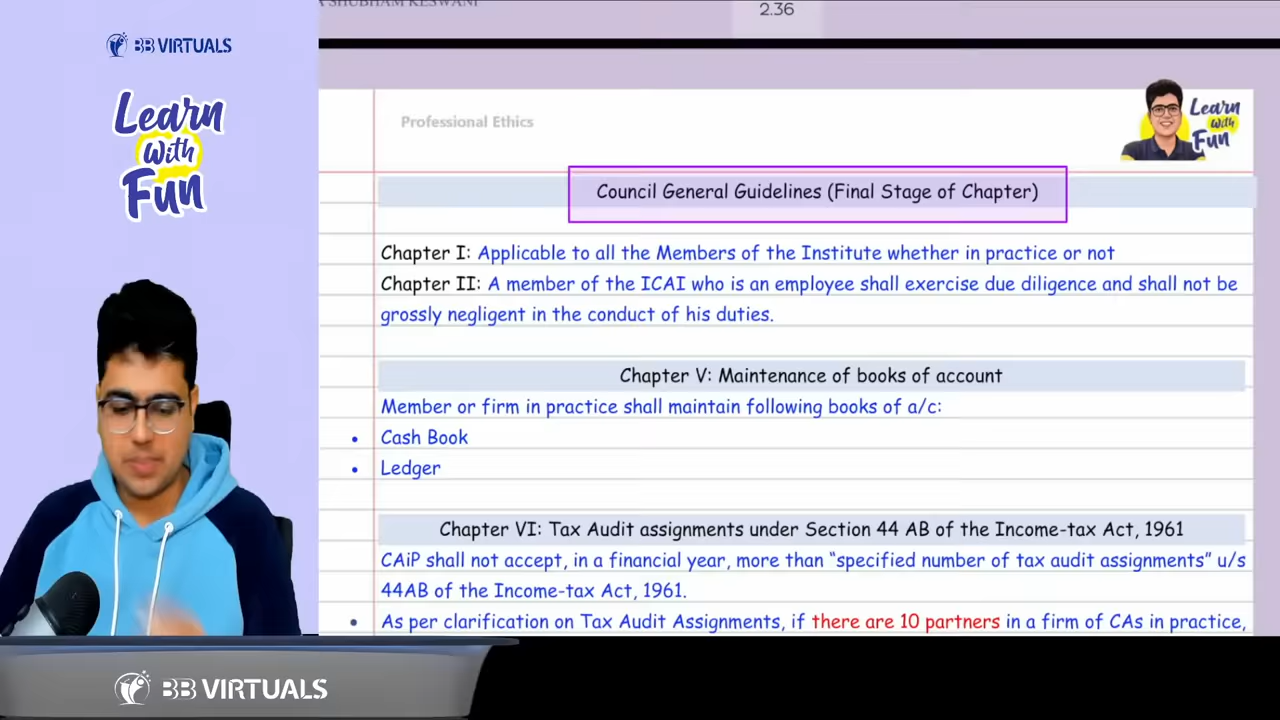 SHUBHAM KESWANI
2.36
BB VIRTUALS
Learn
With
Fun
Professional Ethics
Learn
With
Fun
Council General Guidelines (Final Stage of Chapter)
Chapter I: Applicable to all the Members of the Institute whether in practice or not
Chapter II: A member of the ICAI who is an employee shall exercise due diligence and shall not be
grossly negligent in the conduct of his duties.
Chapter V: Maintenance of books of account
Member or firm in practice shall maintain following books of a/c:
• Cash Book
• Ledger
Chapter VI: Tax Audit assignments under Section 44 AB of the Income-tax Act, 1961
CAiP shall not accept, in a financial year, more than “specified number of tax audit assignments” u/s
44AB of the Income-tax Act, 1961.
• As per clarification on Tax Audit Assignments, if there are 10 partners in a firm of CAs in practice,
BB VIRTUALS